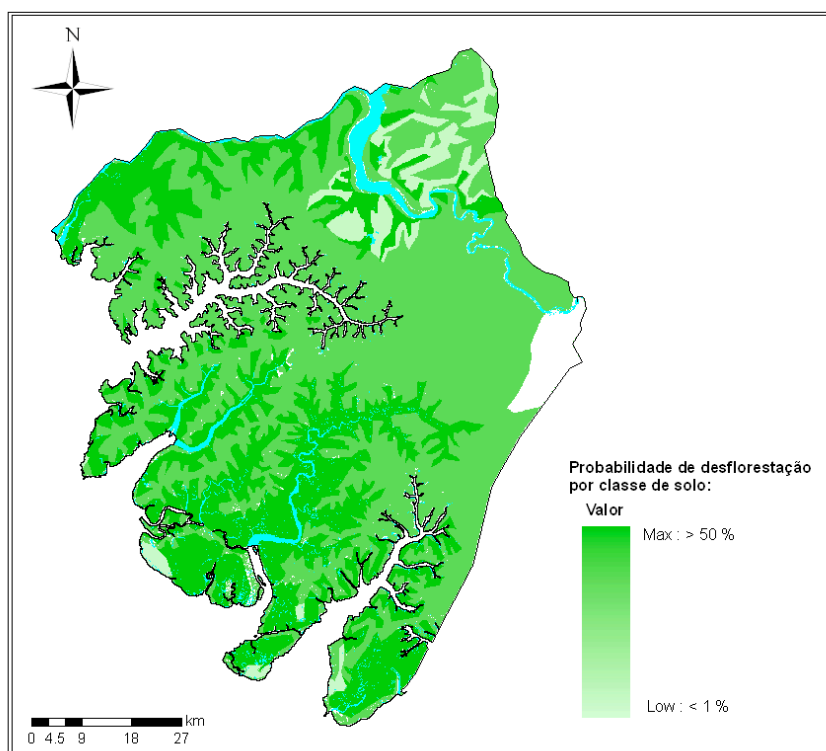 N
Probabilidade de desflorestação
por classe de solo:
Valor
Max : > 50 %
Low : < 1 %
km
0 4.5 9 18 27